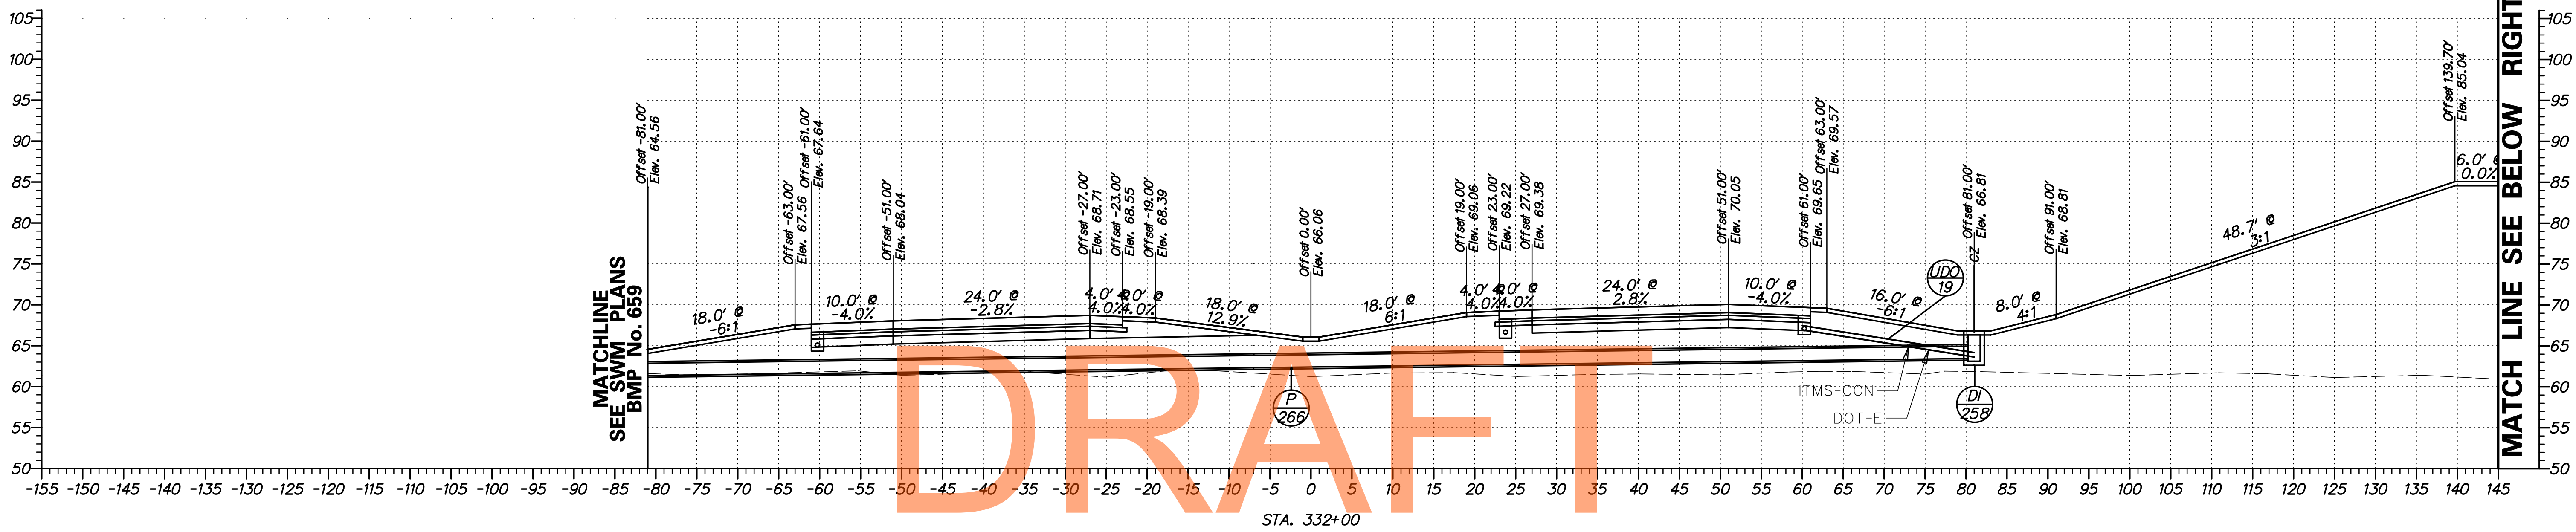 105
100
95
90
85
80
75
70
65
60
55
50
MATCHLINE
SEE SWM PLANS
BMP No. 659
Offset -81.00'
Elev. 64.56
Offset -63.00'
Elev. 67.56
Offset -61.00'
Elev. 67.64
Offset -51.00'
Elev. 68.04
Offset -27.00'
Elev. 68.71
Offset -23.00'
Elev. 68.55
Offset -19.00'
Elev. 68.39
Offset 0.00'
Elev. 66.06
Offset 19.00'
Elev. 69.06
Offset 23.00'
Elev. 69.22
Offset 27.00'
Elev. 69.38
Offset 51.00'
Elev. 70.05
Offset 61.00'
Elev. 69.65
Offset 63.00'
Elev. 69.57
CZ
Offset 81.00'
Elev. 66.81
Offset 91.00'
Elev. 68.81
Offset 139.70'
Elev. 85.04
18.0' @
-6:1
10.0' @
-4.0%
24.0' @
-2.8%
4.0' @
4.0%
4.0' @
4.0%
18.0' @
12.9%
18.0' @
6:1
4.0' @
4.0%
4.0' @
4.0%
24.0' @
2.8%
10.0' @
-4.0%
16.0' @
-6:1
8.0' @
4:1
48.7' @
3:1
6.0' @
0.0%
UDO
19
P
266
DI
258
ITMS-CON
DOT-E
DRAFT
MATCH LINE SEE BELOW RIGHT
105
100
95
90
85
80
75
70
65
60
55
50
-155 -150 -145 -140 -135 -130 -125 -120 -115 -110 -105 -100 -95 -90 -85 -80 -75 -70 -65 -60 -55 -50 -45 -40 -35 -30 -25 -20 -15 -10 -5 0 5 10 15 20 25 30 35 40 45 50 55 60 65 70 75 80 85 90 95 100 105 110 115 120 125 130 135 140 145
STA. 332+00